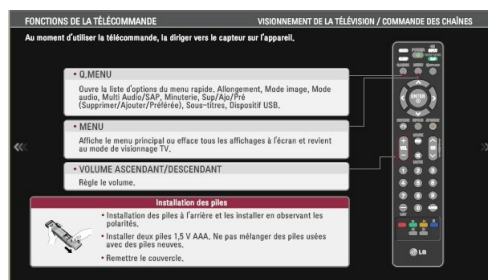 FONCTIONS DE LA TÉLÉCOMMANDE
VISIONNEMENT DE LA TÉLÉVISION / COMMANDE DES CHAÎNES
Au moment d'utiliser la télécommande, la diriger vers le capteur sur l'appareil.
• Q.MENU
Ouvre la liste d'options du menu rapide, Allongement, Mode image, Mode
audio, Multi Audio/SAP, Minuterie, Sup/Ajo/Pré
(Supprimer/Ajouter/Préférée), Sous-titres, Dispositif USB.
• MENU
Affiche le menu principal ou efface tous les affichages à l'écran et revient
au mode de visionnage TV.
• VOLUME ASCENDANT/DESCENDANT
Règle le volume.
Installation des piles
• Installation des piles à l'arrière et les installer en observant les
polarités.
• Installer deux piles 1,5 V AAA. Ne pas mélanger des piles usées
avec des piles neuves.
• Remettre le couvercle.
ENTER
VOL
LG